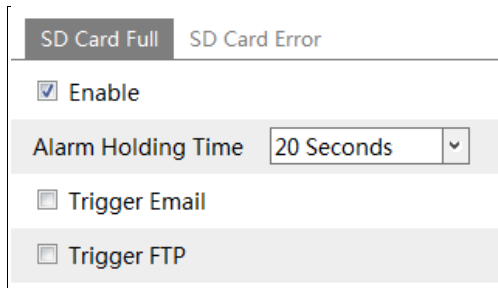 SD Card Full SD Card Error
Enable
Alarm Holding Time 20 Seconds
Trigger Email
Trigger FTP